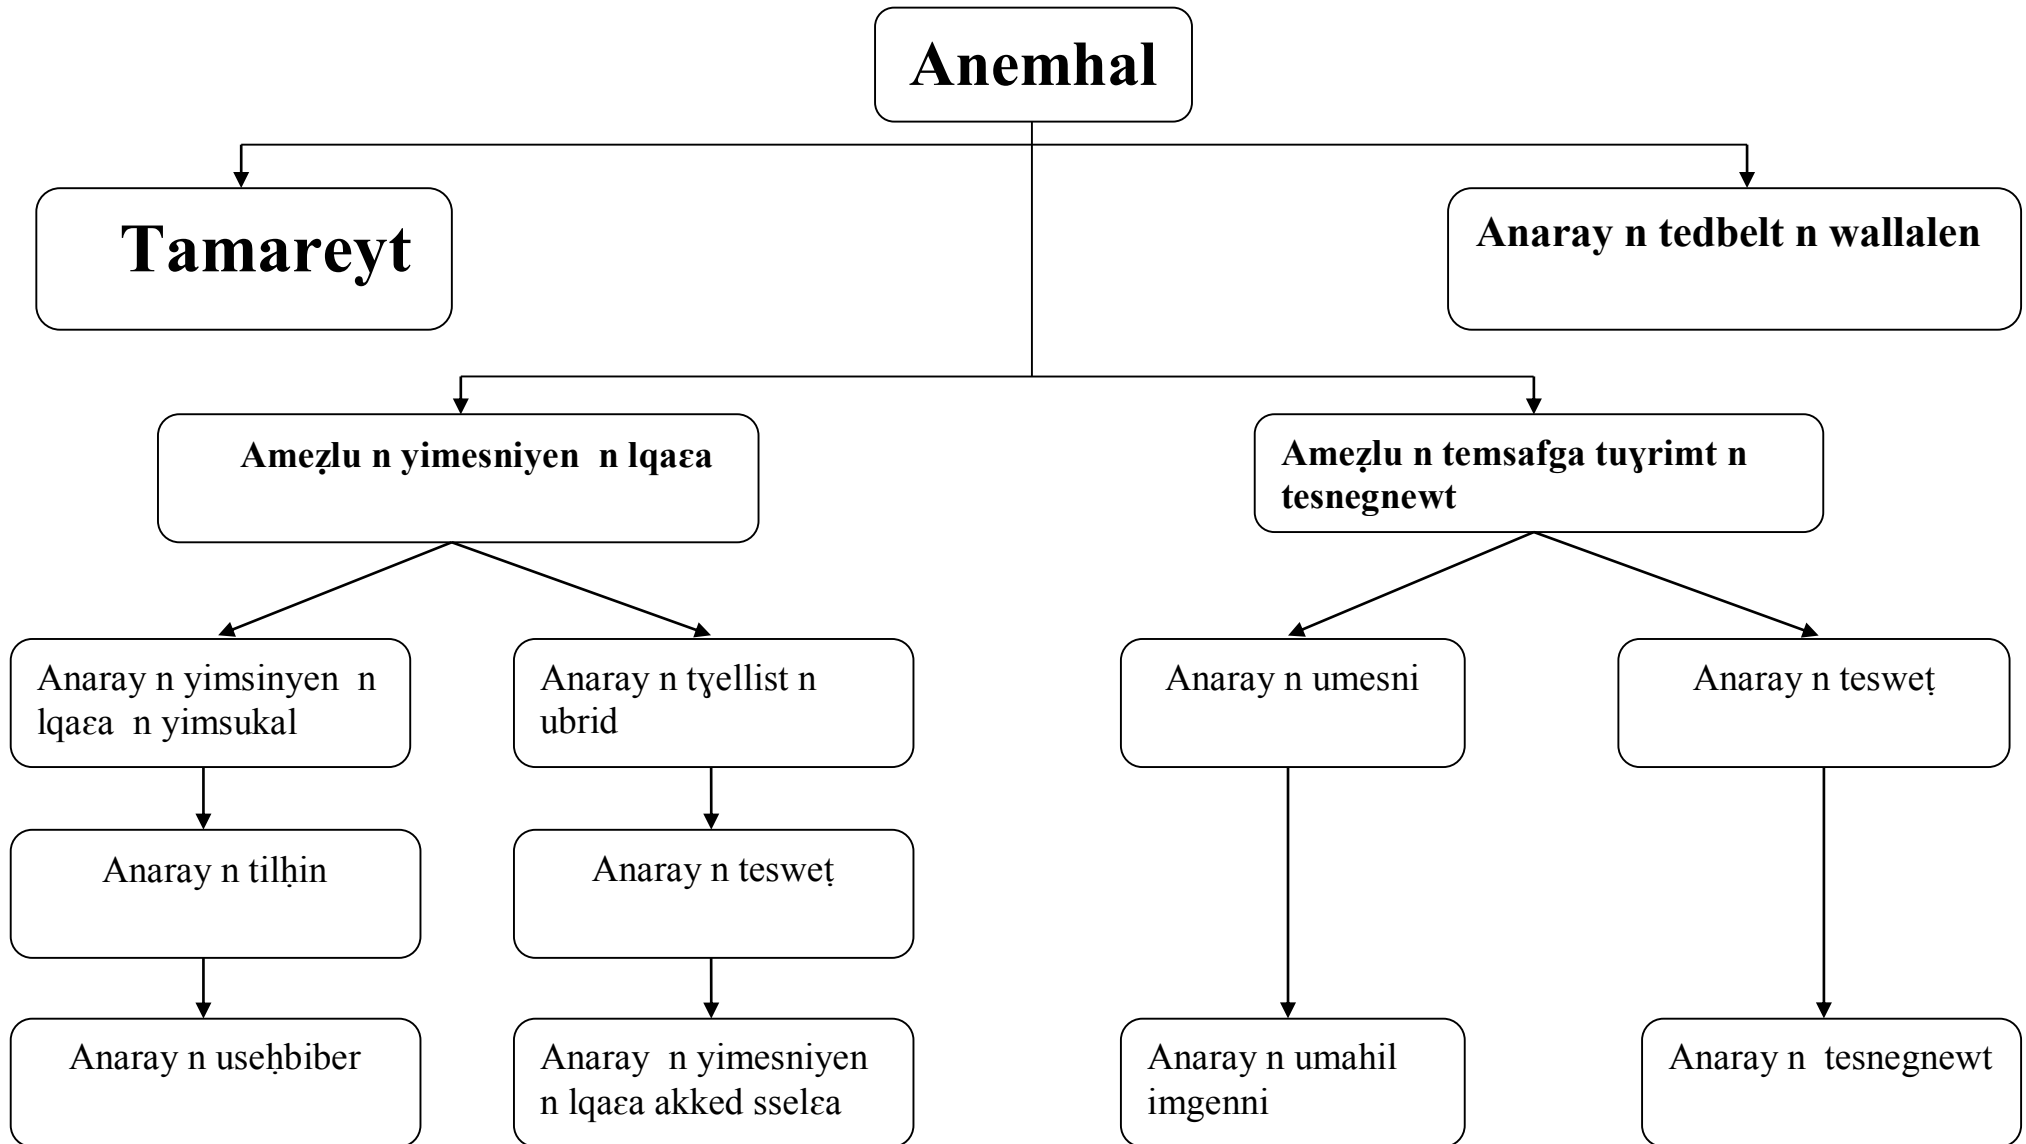 Anemhal
Tamareyt
Anaray n tedbelt n wallalen
Ameẓlu n yimesniyen n lqaɛa
Ameẓlu n temsafga tuɣrimt n
tesnegnewt
Anaray n yimsinyen n
lqaɛa n yimsukal
Anaray n tɣellist n
ubrid
Anaray n umesni
Anaray n tesweṭ
Anaray n tilḥin
Anaray n tesweṭ
Anaray n useḥbiber
Anaray n yimesniyen
n lqaɛa akked sselɛa
Anaray n umahil
imgenni
Anaray n tesnegnewt